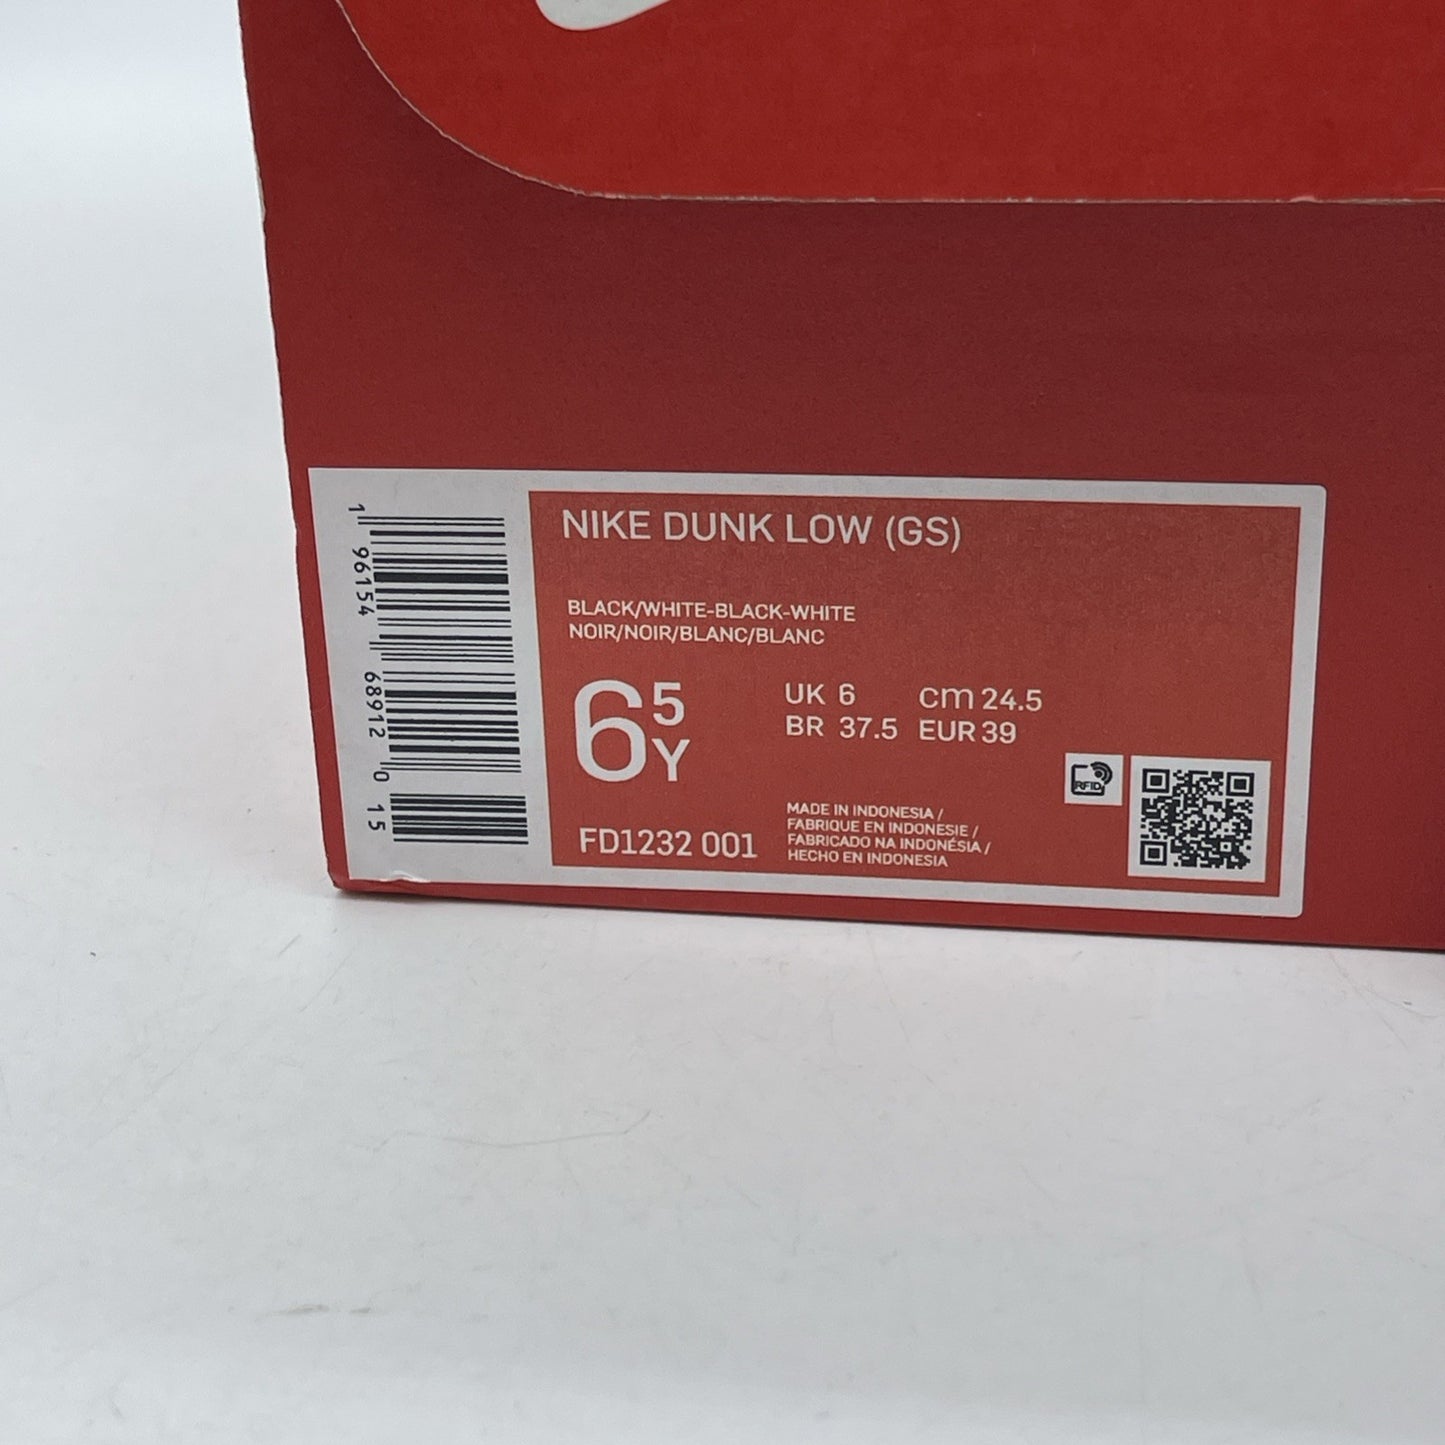 NIKE DUNK LOW (GS)
BLACK/WHITE-BLACK-WHITE
NOIR/NOIR/BLANC/BLANC
6 5Y
UK 6 cm 24.5
BR 37.5 EUR 39
FD1232 001
MADE IN INDONESIA /
FABRIQUE EN INDONESIE /
FABRICADO NA INDONÉSIA /
HECHO EN INDONESIA
RFID
1 96154 68912 0 15